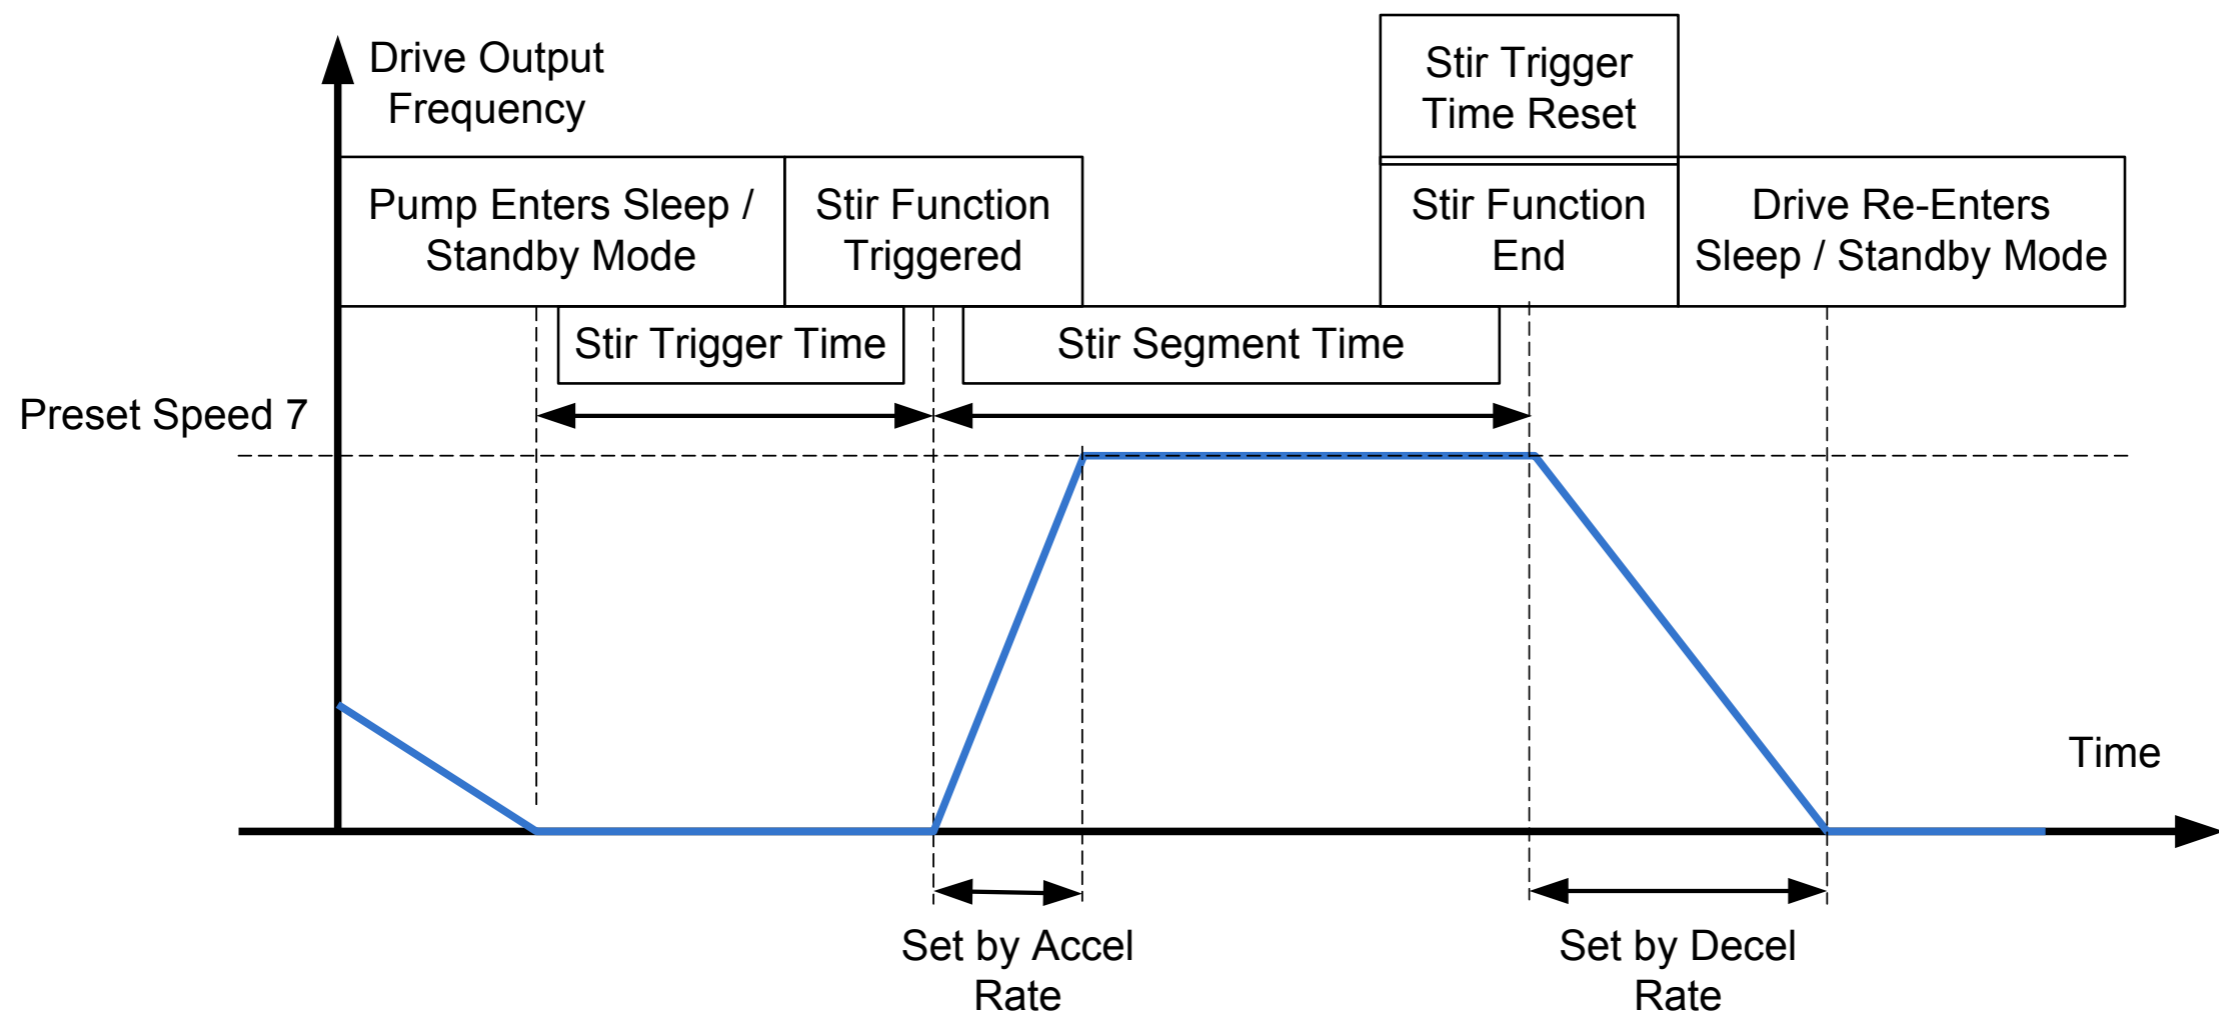 Drive Output
Frequency
Stir Trigger
Time Reset
Pump Enters Sleep /
Standby Mode
Stir Function
Triggered
Stir Function
End
Drive Re-Enters
Sleep / Standby Mode
Stir Trigger Time
Stir Segment Time
Preset Speed 7
Time
Set by Accel
Rate
Set by Decel
Rate